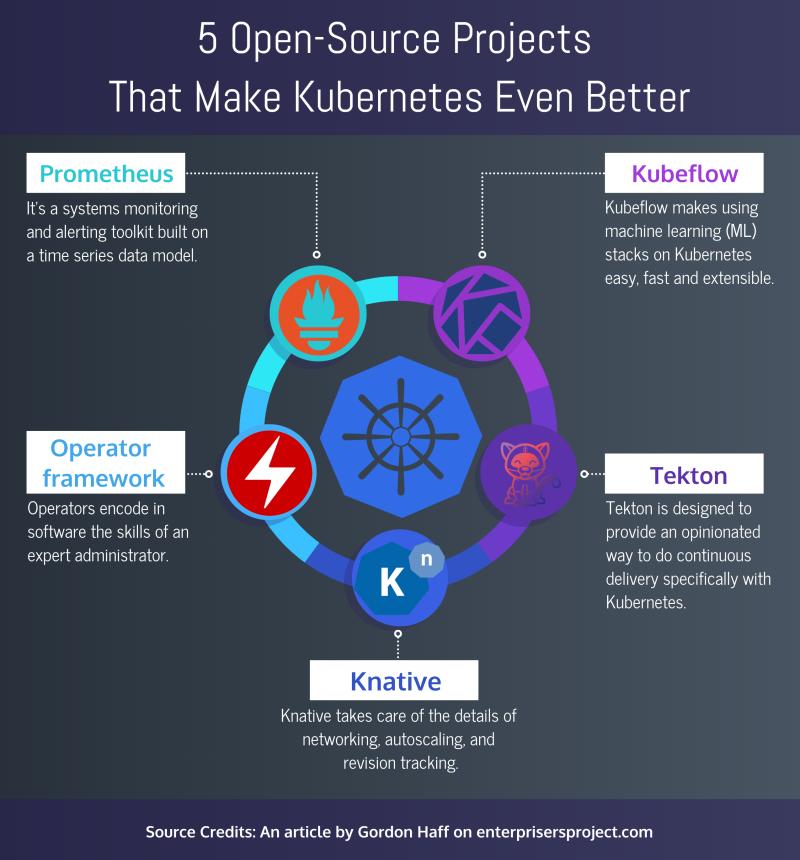 5 Open-Source Projects
That Make Kubernetes Even Better
Prometheus
It's a systems monitoring
and alerting toolkit built on
a time series data model.
Kubeflow
Kubeflow makes using
machine learning (ML)
stacks on Kubernetes
easy, fast and extensible.
Operator
framework
Operators encode in
software the skills of an
expert administrator.
Tekton
Tekton is designed to
provide an opinionated
way to do continuous
delivery specifically with
Kubernetes.
K
n
Knative
Knative takes care of the details of
networking, autoscaling, and
revision tracking.
Source Credits: An article by Gordon Haff on enterprisersproject.com